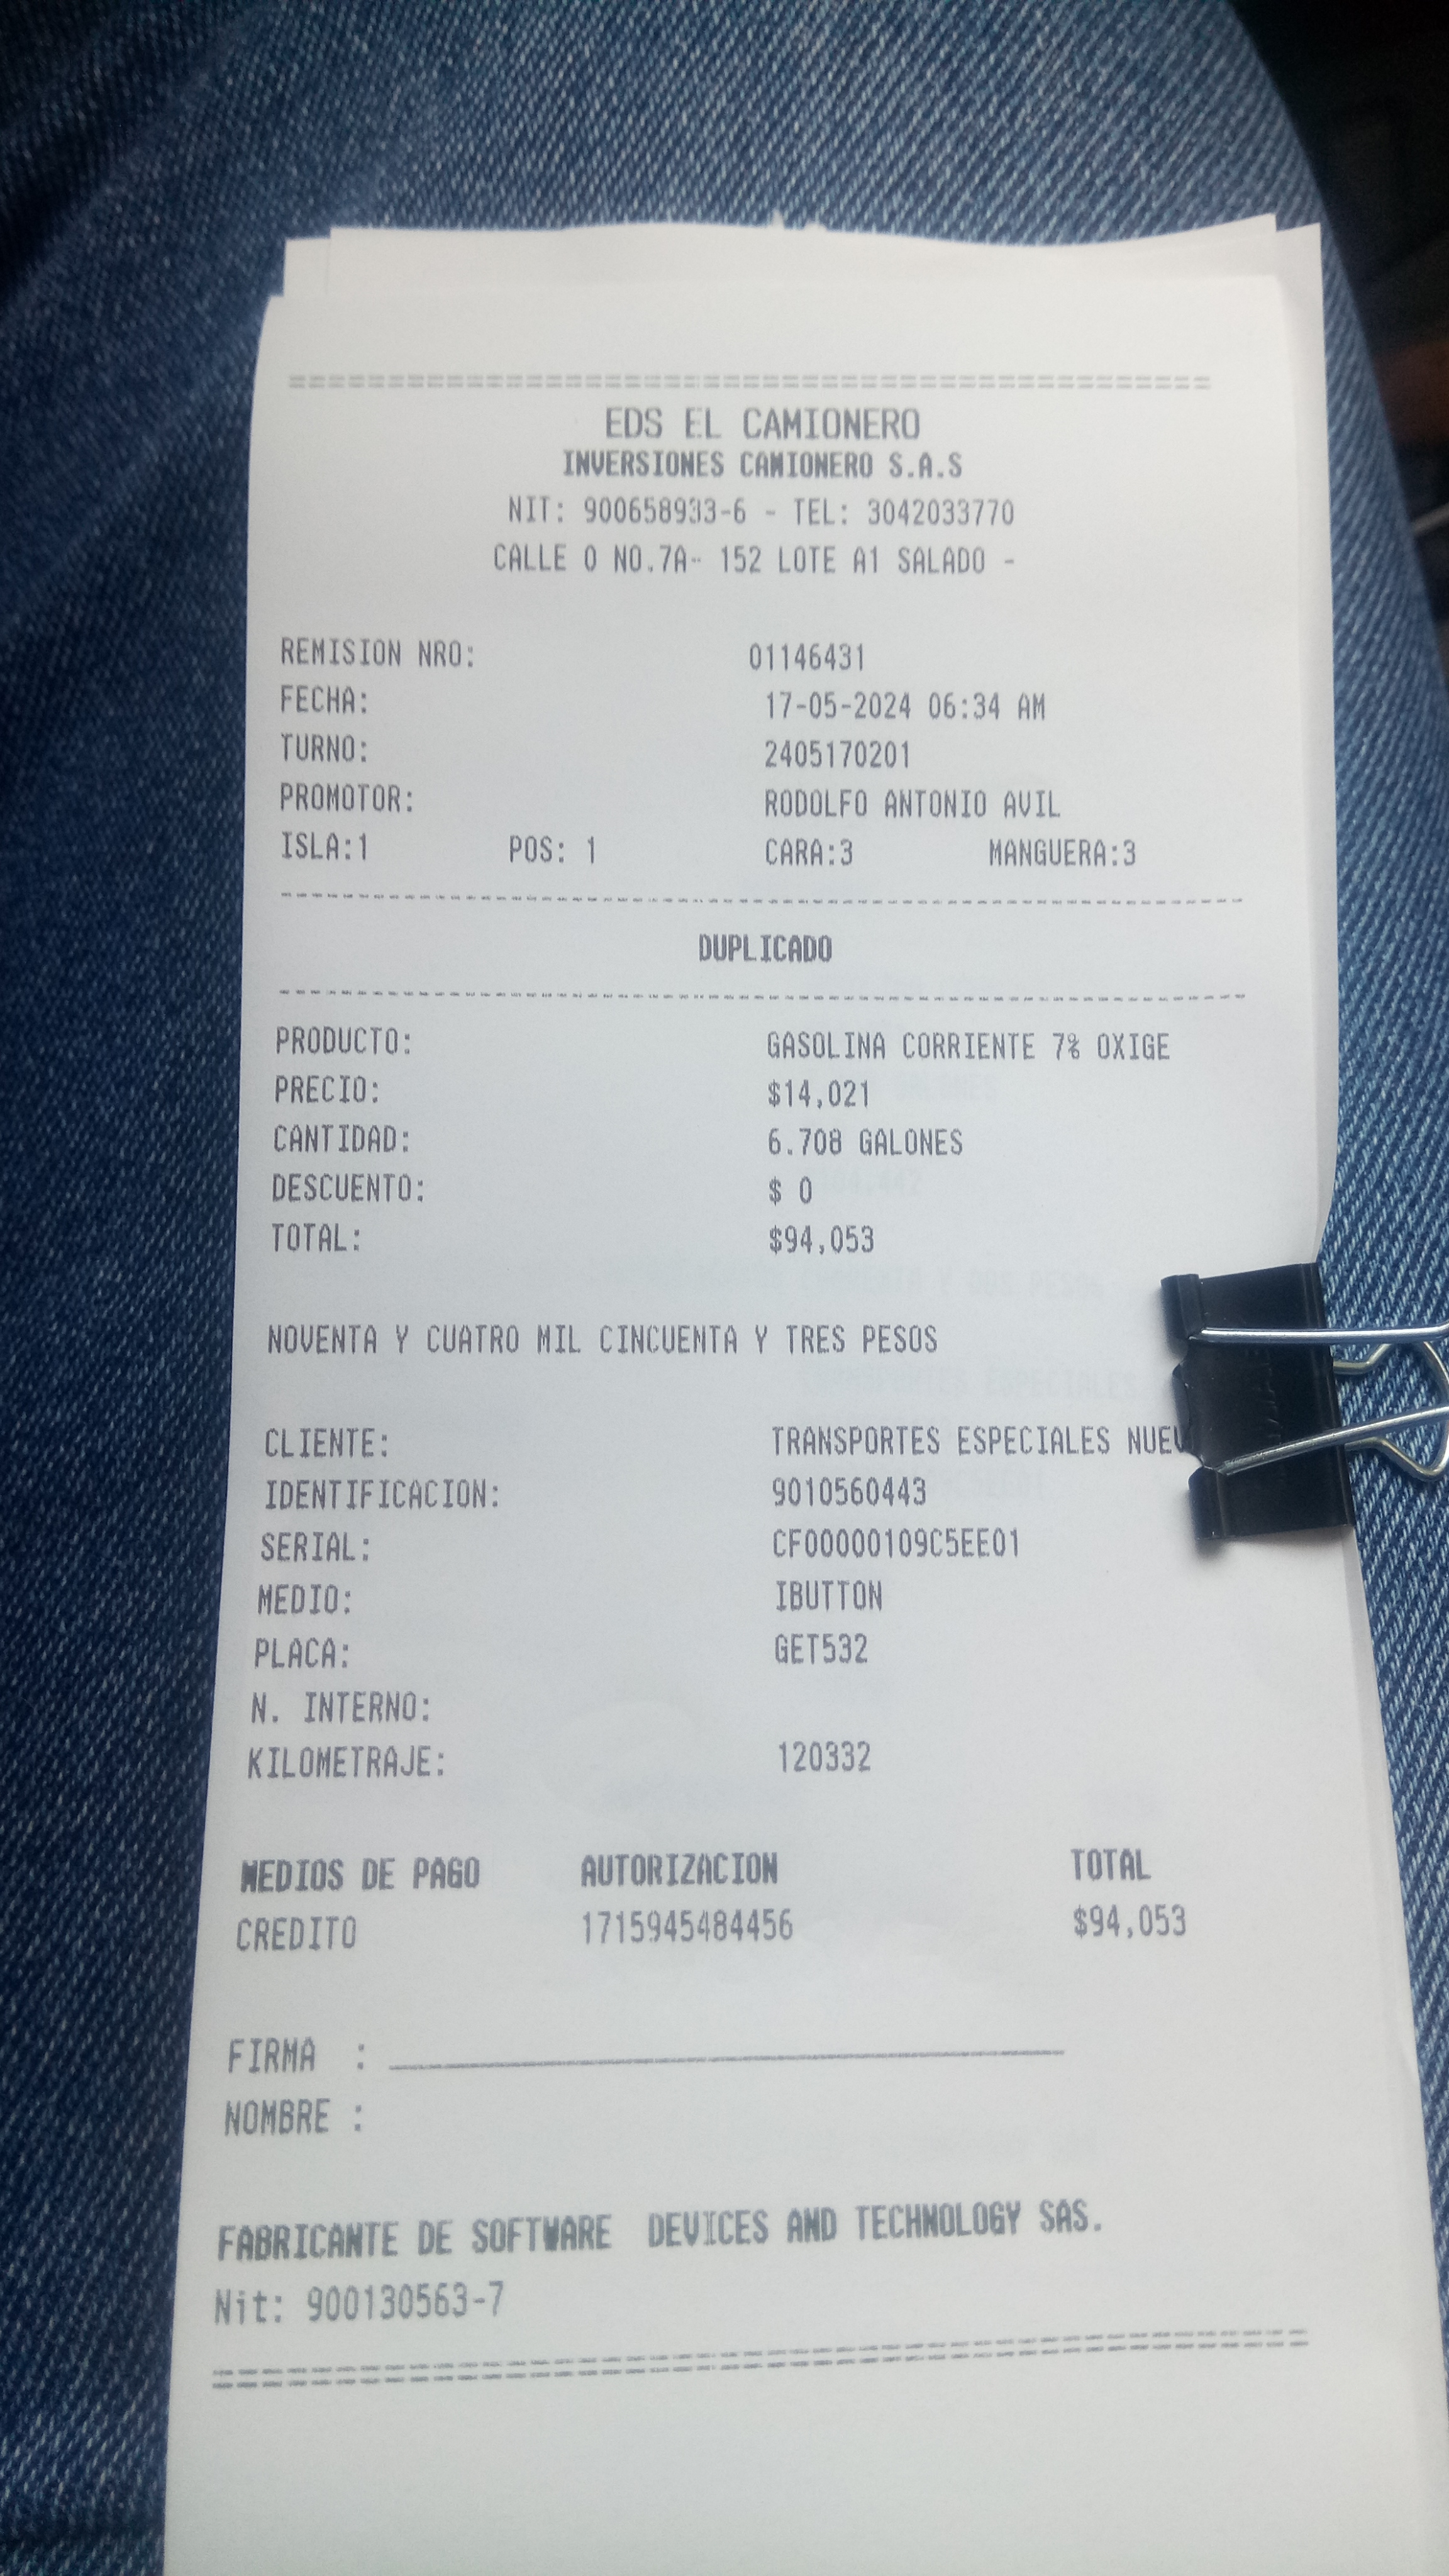 ================================================
EDS EL CAMIONERO
INVERSIONES CAMIONERO S.A.S
NIT: 900658933-6 - TEL: 3042033770
CALLE 0 NO.7A- 152 LOTE A1 SALADO -
REMISION NRO: 01146431
FECHA: 17-05-2024 06:34 AM
TURNO: 2405170201
PROMOTOR: RODOLFO ANTONIO AVIL
ISLA:1 POS: 1 CARA:3 MANGUERA:3
DUPLICADO
PRODUCTO: GASOLINA CORRIENTE 7% OXIGE
PRECIO: $14,021
CANTIDAD: 6.708 GALONES
DESCUENTO: $ 0
TOTAL: $94,053
NOVENTA Y CUATRO MIL CINCUENTA Y TRES PESOS
CLIENTE: TRANSPORTES ESPECIALES NUEV
IDENTIFICACION: 9010560443
SERIAL: CF00000109C5EE01
MEDIO: IBUTTON
PLACA: GET532
N. INTERNO:
KILOMETRAJE: 120332
MEDIOS DE PAGO AUTORIZACION TOTAL
CREDITO 1715945484456 $94,053
FIRMA :
NOMBRE :
FABRICANTE DE SOFTWARE DEVICES AND TECHNOLOGY SAS.
Nit: 900130563-7